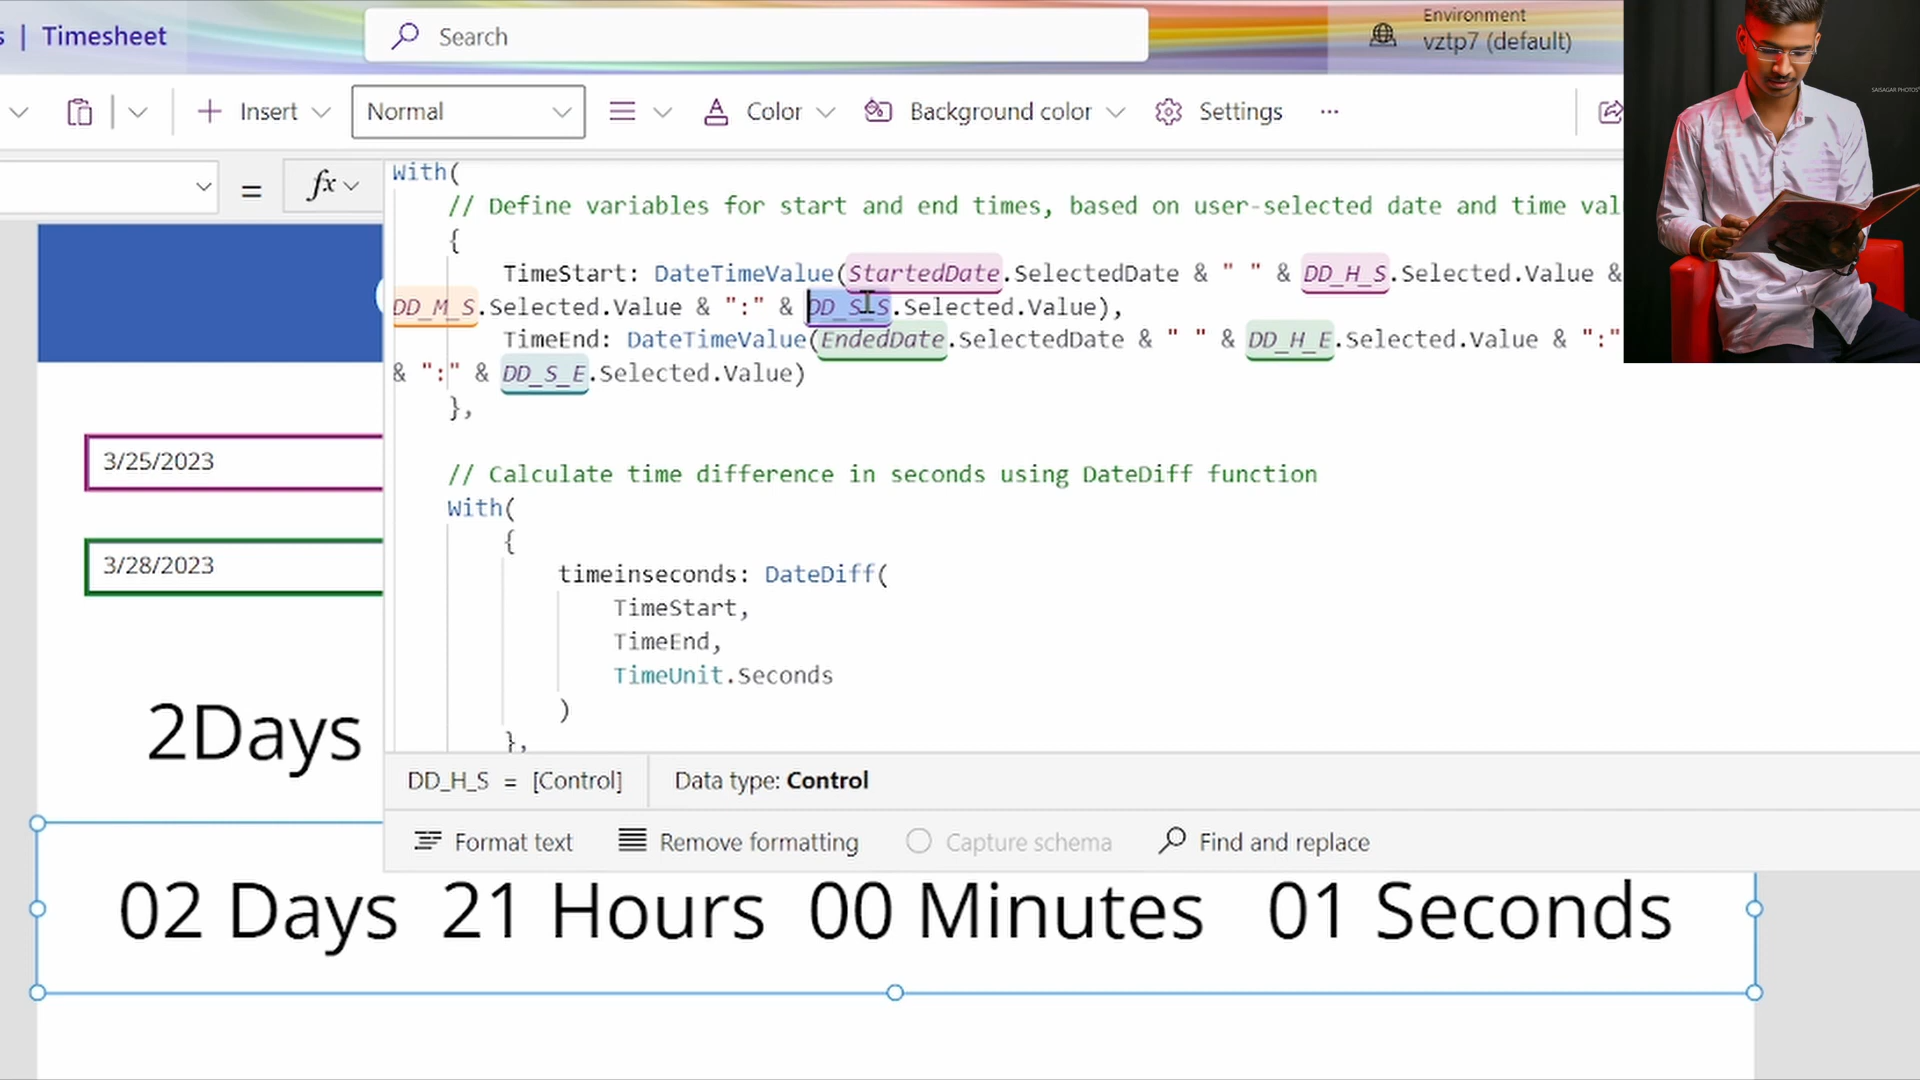 s | Timesheet
Search
Environment
vztp7 (default)
SAISAGAR PHOTOS
Insert
Normal
Color
Background color
Settings
...
=
fx
With(
// Define variables for start and end times, based on user-selected date and time val
{
TimeStart: DateTimeValue(StartedDate.SelectedDate & " " & DD_H_S.Selected.Value &
DD_M_S.Selected.Value & ":" & DD_S_S.Selected.Value),
TimeEnd: DateTimeValue(EndedDate.SelectedDate & " " & DD_H_E.Selected.Value & ":"
& ":" & DD_S_E.Selected.Value)
},
// Calculate time difference in seconds using DateDiff function
With(
{
timeinseconds: DateDiff(
TimeStart,
TimeEnd,
TimeUnit.Seconds
)
},
3/25/2023
3/28/2023
2Days
DD_H_S = [Control]
Data type: Control
Format text
Remove formatting
Capture schema
Find and replace
02 Days 21 Hours 00 Minutes 01 Seconds